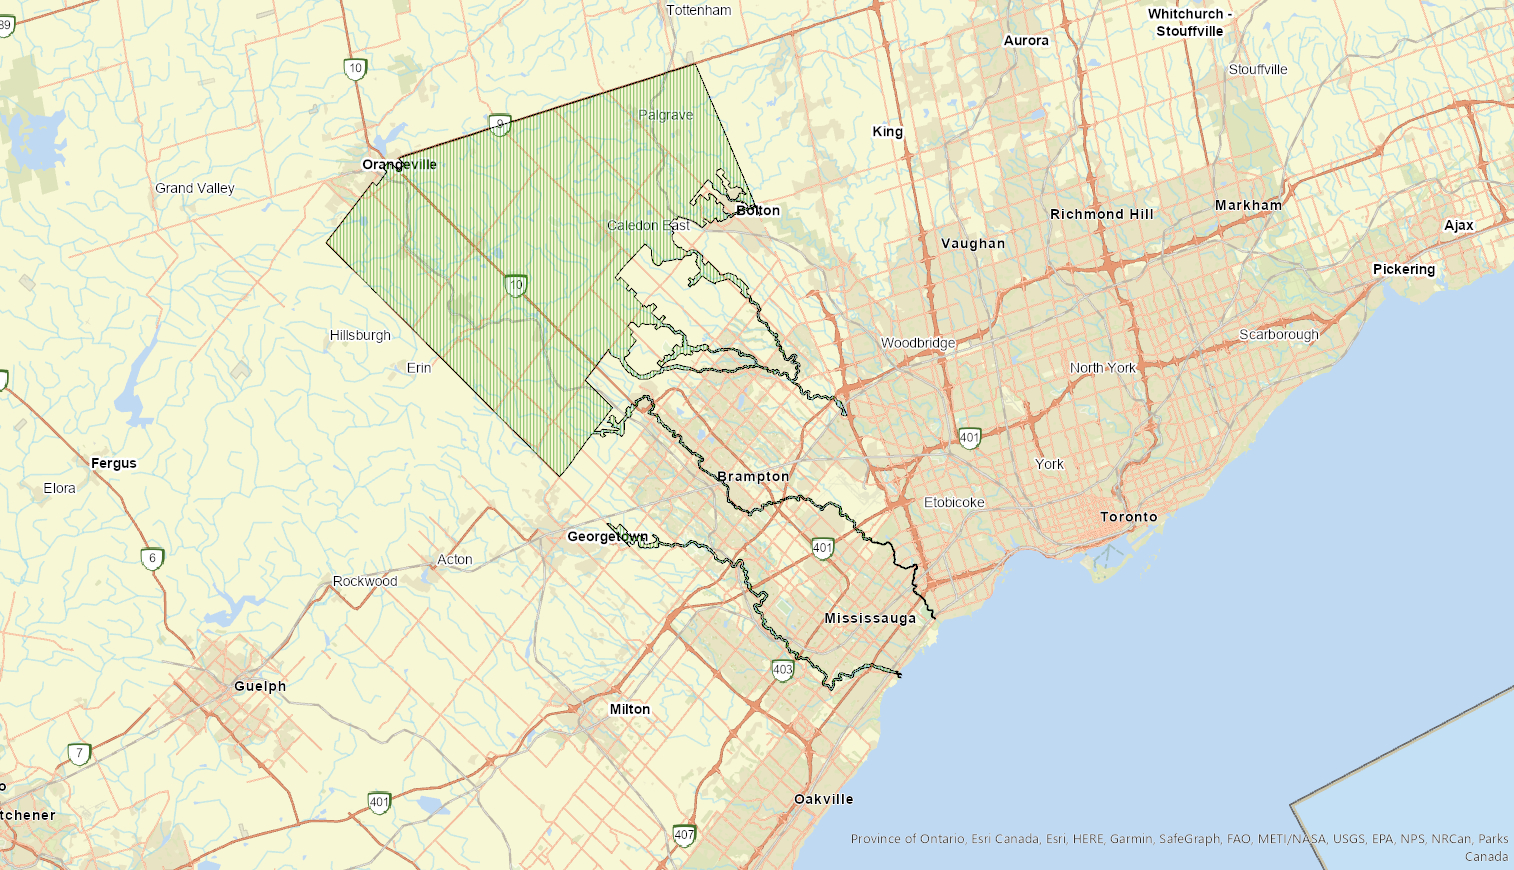 Tottenham
Whitchurch -
Stouffville
89
Aurora
10
Stouffville
Palgrave
9
King
Orangeville
Grand Valley
Bolton
Richmond Hill
Markham
Caledon East
Ajax
Vaughan
Pickering
10
Hillsburgh
Woodbridge
Scarborough
Erin
North York
401
Fergus
York
Brampton
Elora
Etobicoke
Toronto
Georgetown
401
6
Acton
Rockwood
Mississauga
403
Guelph
Milton
7
o
401
Oakville
tchener
407
Province of Ontario, Esri Canada, Esri, HERE, Garmin, SafeGraph, FAO, METI/NASA, USGS, EPA, NPS, NRCan, Parks
Canada